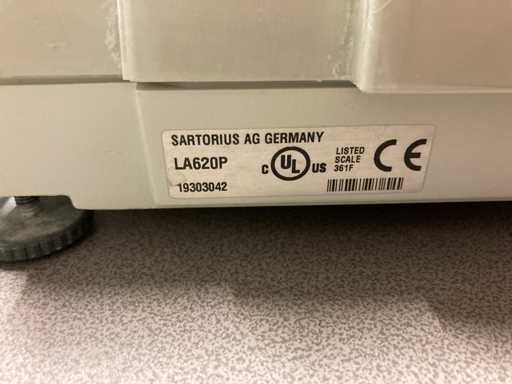 SARTORIUS AG GERMANY
LA620P
19303042
C UL US
LISTED
SCALE
361F
CE